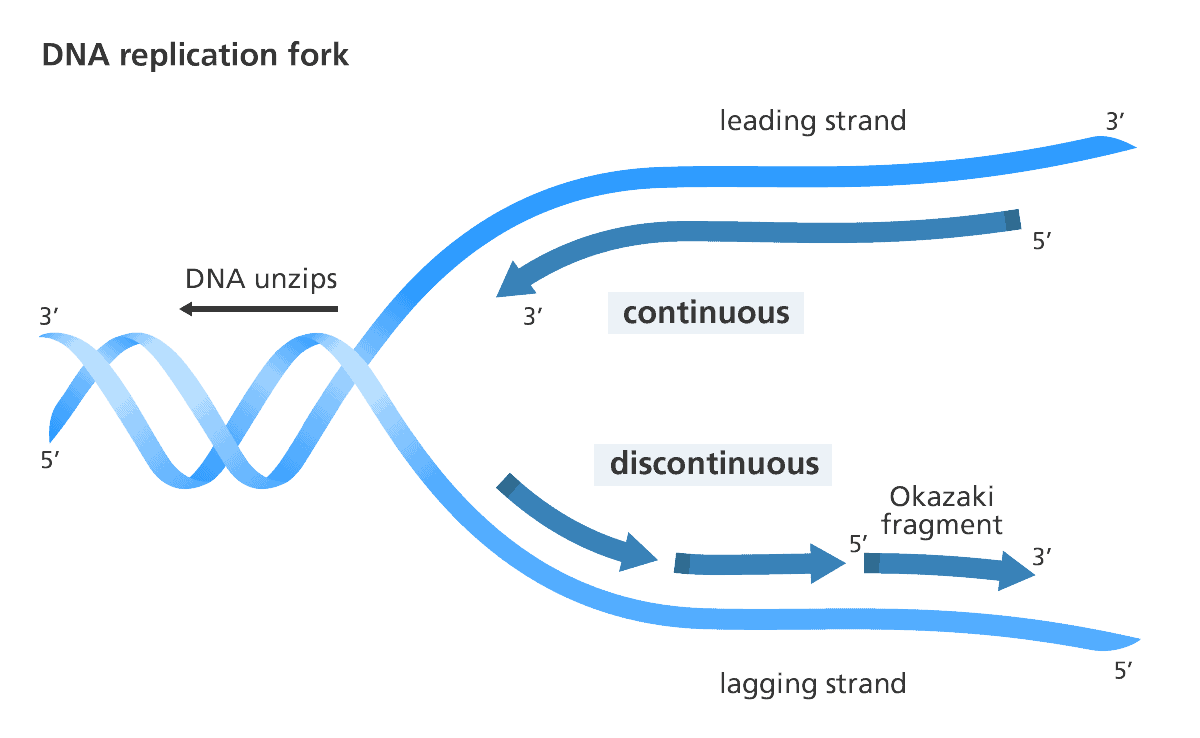 DNA replication fork
leading strand
3’
5’
DNA unzips
3’
3’
continuous
5’
discontinuous
Okazaki
fragment
5’
3’
lagging strand
5’